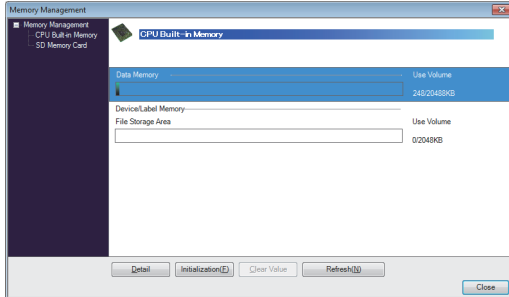 Memory Management
Memory Management
CPU Built-in Memory
SD Memory Card
CPU Built-in Memory
Data Memory
Use Volume
248/20488KB
Device/Label Memory
File Storage Area
Use Volume
0/2048KB
Detail
Initialization(F)
Clear Value
Refresh(N)
Close